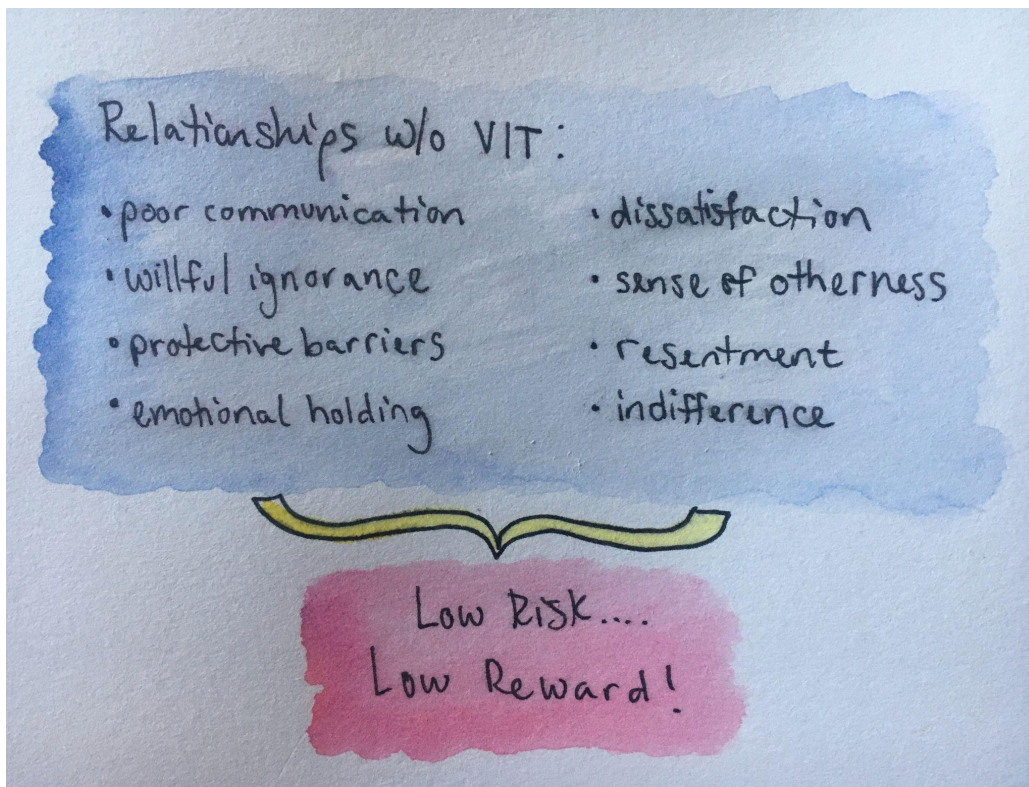 Relationships w/o VIT:
• poor communication
• willful ignorance
• protective barriers
• emotional holding
• dissatisfaction
• sense of otherness
• resentment
• indifference
Low Risk....
Low Reward!